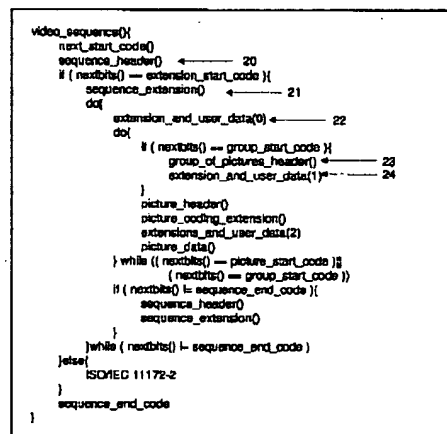 video_sequence(){
next_start_code()
sequence_header() 20
if ( nextbits() == extension_start_code ){
sequence_extension() 21
do{
extension_and_user_data(0) 22
do{
if ( nextbits() == group_start_code ){
group_of_pictures_header() 23
extension_and_user_data(1) 24
}
picture_header()
picture_coding_extension()
extensions_and_user_data(2)
picture_data()
} while (( nextbits() == picture_start_code ) ||
( nextbits() == group_start_code ))
if ( nextbits() != sequence_end_code ){
sequence_header()
sequence_extension()
}
}while ( nextbits() != sequence_end_code )
}else{
ISO/IEC 11172-2
}
sequence_end_code
}